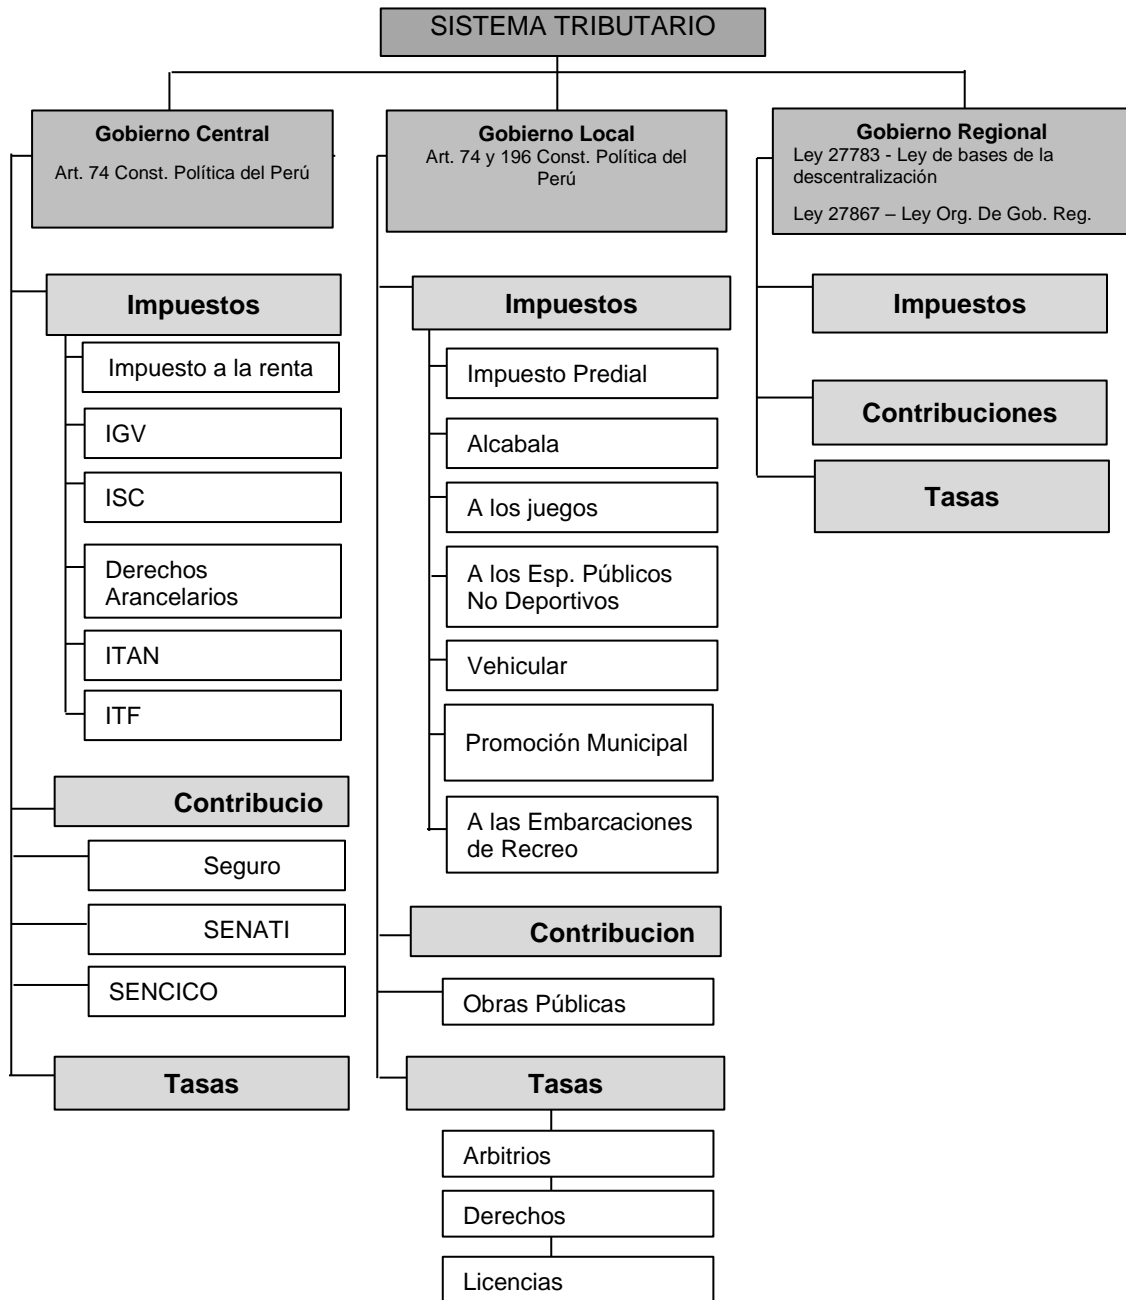 SISTEMA TRIBUTARIO
Gobierno Central
Art. 74 Const. Política del Perú
Impuestos
Impuesto a la renta
IGV
ISC
Derechos
Arancelarios
ITAN
ITF
Contribucio
Seguro
SENATI
SENCICO
Tasas
Gobierno Local
Art. 74 y 196 Const. Política del
Perú
Impuestos
Impuesto Predial
Alcabala
A los juegos
A los Esp. Públicos
No Deportivos
Vehicular
Promoción Municipal
A las Embarcaciones
de Recreo
Contribucion
Obras Públicas
Tasas
Arbitrios
Derechos
Licencias
Gobierno Regional
Ley 27783 - Ley de bases de la
descentralización
Ley 27867 – Ley Org. De Gob. Reg.
Impuestos
Contribuciones
Tasas